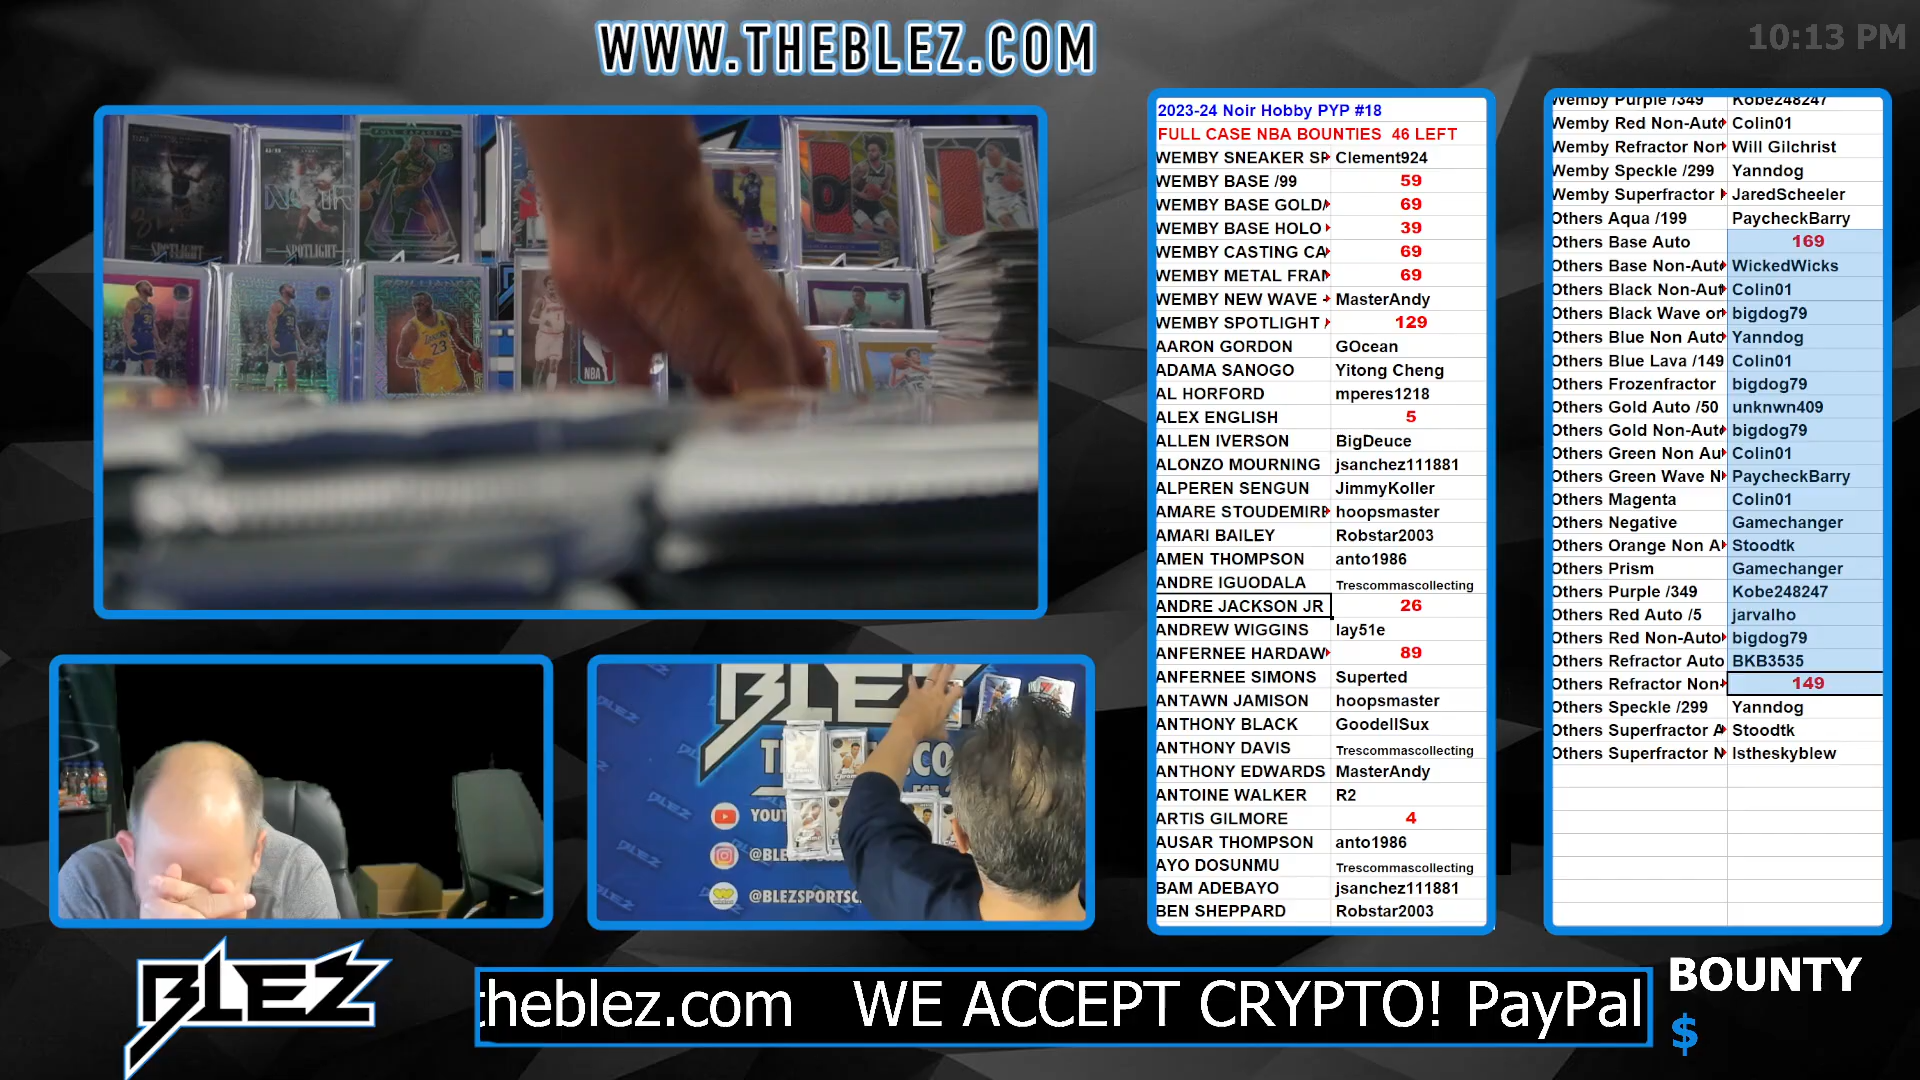 WWW.THEBLEZ.COM
10:13 PM
2023-24 Noir Hobby PYP #18
FULL CASE NBA BOUNTIES 46 LEFT
WEMBY SNEAKER SP Clement924
WEMBY BASE /99 59
WEMBY BASE GOLD/ 69
WEMBY BASE HOLO 39
WEMBY CASTING CA 69
WEMBY METAL FRAM 69
WEMBY NEW WAVE - MasterAndy
WEMBY SPOTLIGHT 129
AARON GORDON GOcean
ADAMA SANOGO Yitong Cheng
AL HORFORD mperes1218
ALEX ENGLISH 5
ALLEN IVERSON BigDeuce
ALONZO MOURNING jsanchez111881
ALPEREN SENGUN JimmyKoller
AMARE STOUDEMIRE hoopsmaster
AMARI BAILEY Robstar2003
AMEN THOMPSON anto1986
ANDRE IGUODALA Trescommascollecting
ANDRE JACKSON JR 26
ANDREW WIGGINS lay51e
ANFERNEE HARDAW 89
ANFERNEE SIMONS Superted
ANTAWN JAMISON hoopsmaster
ANTHONY BLACK GoodellSux
ANTHONY DAVIS Trescommascollecting
ANTHONY EDWARDS MasterAndy
ANTOINE WALKER R2
ARTIS GILMORE 4
AUSAR THOMPSON anto1986
AYO DOSUNMU Trescommascollecting
BAM ADEBAYO jsanchez111881
BEN SHEPPARD Robstar2003
Wemby Purple /349 Kobe248247
Wemby Red Non-Auto Colin01
Wemby Refractor Non Will Gilchrist
Wemby Speckle /299 Yanndog
Wemby Superfractor JaredScheeler
Others Aqua /199 PaycheckBarry
Others Base Auto 169
Others Base Non-Auto WickedWicks
Others Black Non-Aut Colin01
Others Black Wave or bigdog79
Others Blue Non Auto Yanndog
Others Blue Lava /149 Colin01
Others Frozenfractor bigdog79
Others Gold Auto /50 unknwn409
Others Gold Non-Auto bigdog79
Others Green Non Au Colin01
Others Green Wave N PaycheckBarry
Others Magenta Colin01
Others Negative Gamechanger
Others Orange Non A Stoodtk
Others Prism Gamechanger
Others Purple /349 Kobe248247
Others Red Auto /5 jarvalho
Others Red Non-Auto bigdog79
Others Refractor Auto BKB3535
Others Refractor Non- 149
Others Speckle /299 Yanndog
Others Superfractor A Stoodtk
Others Superfractor N Istheskyblew
SPOTLIGHT
SPOTLIGHT
NBA
BLEZ
YOUT
@BLE
@BLEZSPORTSC
BLEZ
theblez.com WE ACCEPT CRYPTO! PayPal
BOUNTY
$